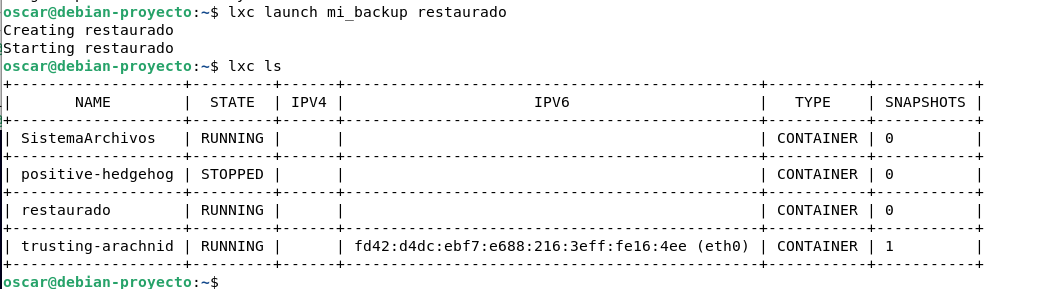 oscar@debian-proyecto:~$ lxc launch mi_backup restaurado
Creating restaurado
Starting restaurado
oscar@debian-proyecto:~$ lxc ls
+-------------------+---------+------+----------------------------------------------+-----------+-----------+
|       NAME        |  STATE  | IPV4 |                     IPV6                     |   TYPE    | SNAPSHOTS |
+-------------------+---------+------+----------------------------------------------+-----------+-----------+
| SistemaArchivos   | RUNNING |      |                                              | CONTAINER | 0         |
+-------------------+---------+------+----------------------------------------------+-----------+-----------+
| positive-hedgehog | STOPPED |      |                                              | CONTAINER | 0         |
+-------------------+---------+------+----------------------------------------------+-----------+-----------+
| restaurado        | RUNNING |      |                                              | CONTAINER | 0         |
+-------------------+---------+------+----------------------------------------------+-----------+-----------+
| trusting-arachnid | RUNNING |      | fd42:d4dc:ebf7:e688:216:3eff:fe16:4ee (eth0) | CONTAINER | 1         |
+-------------------+---------+------+----------------------------------------------+-----------+-----------+
oscar@debian-proyecto:~$